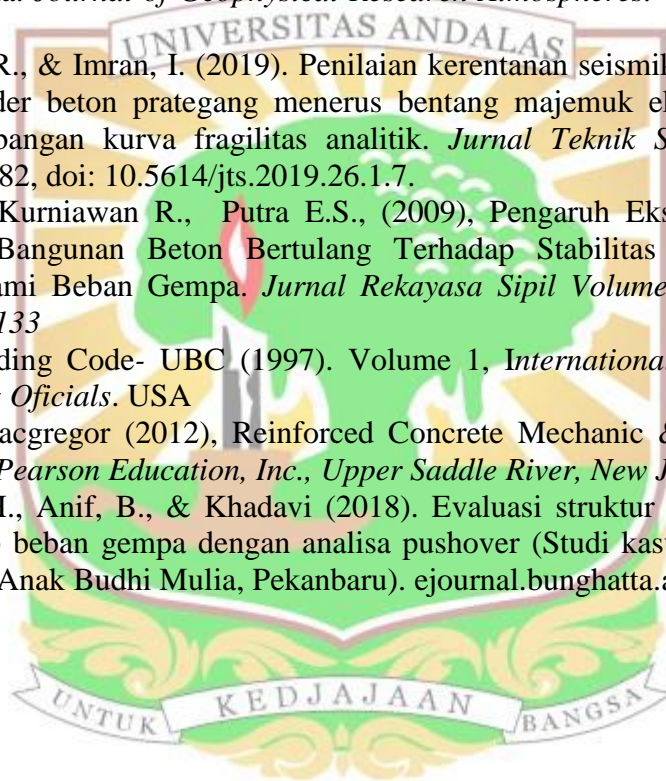 nal Journal of Geophysical Research Atmospheres.
UNIVERSITAS ANDALAS
R., & Imran, I. (2019). Penilaian kerentanan seismik
der beton prategang menerus bentang majemuk el
bangan kurva fragilitas analitik. Jurnal Teknik S
82, doi: 10.5614/jts.2019.26.1.7.
Kurniawan R., Putra E.S., (2009), Pengaruh Eks
Bangunan Beton Bertulang Terhadap Stabilitas
ami Beban Gempa. Jurnal Rekayasa Sipil Volume
133
ding Code- UBC (1997). Volume 1, International
Oficials. USA
acgregor (2012), Reinforced Concrete Mechanic &
Pearson Education, Inc., Upper Saddle River, New J
I., Anif, B., & Khadavi (2018). Evaluasi struktur
beban gempa dengan analisa pushover (Studi kasu
Anak Budhi Mulia, Pekanbaru). ejournal.bunghatta.a
UNTUK KEDJAJAAN BANGSA